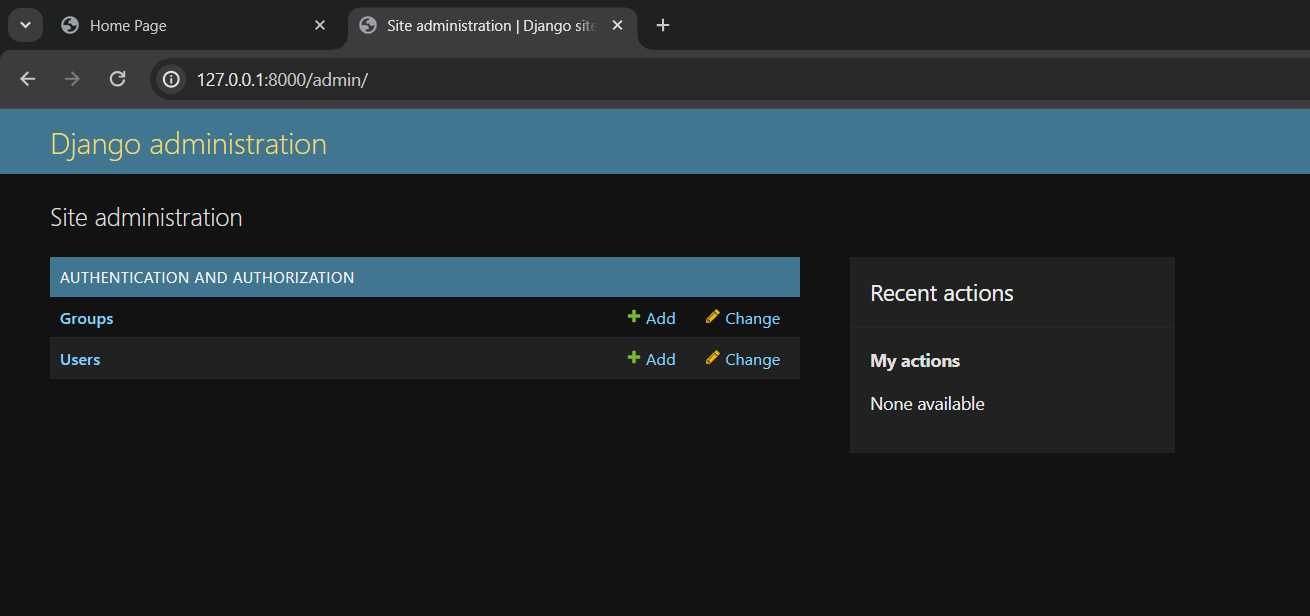 Home Page
Site administration | Django site
127.0.0.1:8000/admin/
Django administration
Site administration
AUTHENTICATION AND AUTHORIZATION
Groups Add Change
Users Add Change
Recent actions
My actions
None available